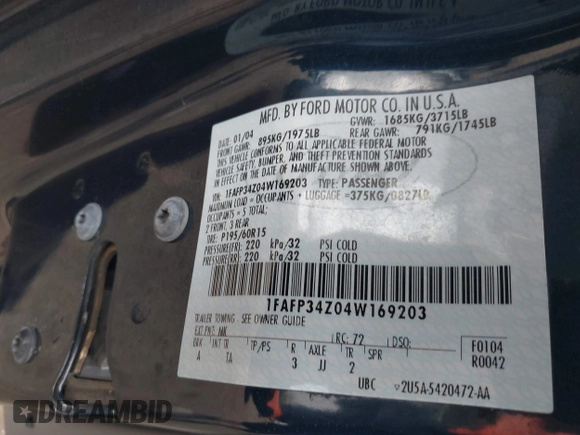 MFD. BY FORD MOTOR CO. IN U.S.A.
DATE: 01/04 GVWR: 1685KG/3715LB
FRONT GAWR: 895KG/1975LB REAR GAWR: 791KG/1745LB
THIS VEHICLE CONFORMS TO ALL APPLICABLE FEDERAL MOTOR
VEHICLE SAFETY, BUMPER, AND THEFT PREVENTION STANDARDS
IN EFFECT ON THE DATE OF MANUFACTURE SHOWN ABOVE.
VIN: 1FAFP34Z04W169203 TYPE: PASSENGER
MAXIMUM LOAD = OCCUPANTS + LUGGAGE =375KG/0827LB
OCCUPANTS = 5 TOTAL;
2 FRONT, 3 REAR
TIRE: P195/60R15
PRESSURE(FR): 220 kPa/32 PSI COLD
PRESSURE(RR): 220 kPa/32 PSI COLD
1FAFP34Z04W169203
TRAILER TOWING - SEE OWNER GUIDE
EXT PNT: RC: 72 DSO: F0104
BRK INT TR TP/PS R AXLE TR SPR R0042
A TA 3 JJ 2
UBC 2U5A-5420472-AA
DREAMBID